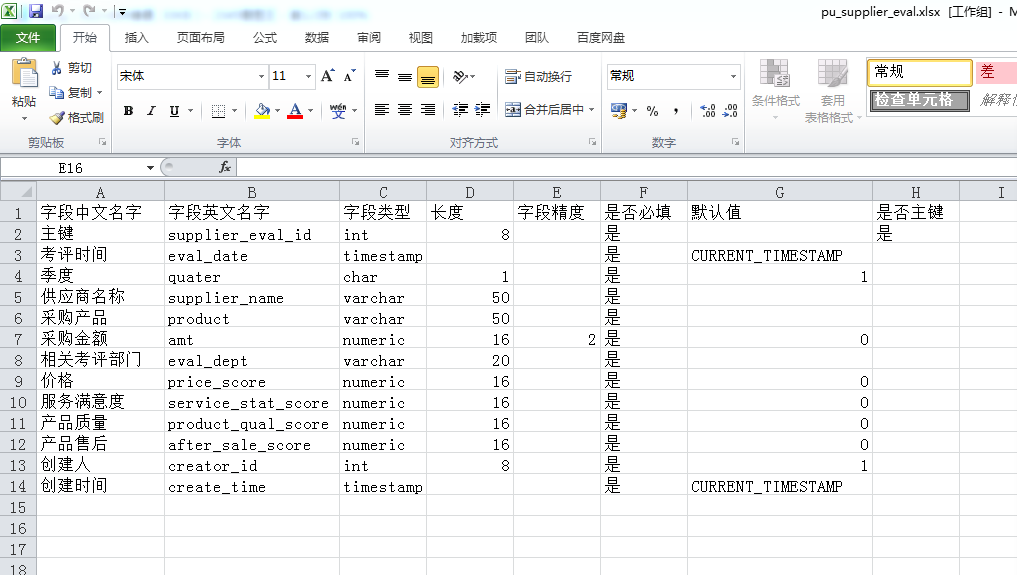 pu_supplier_eval.xlsx [工作组] - M
文件 开始 插入 页面布局 公式 数据 审阅 视图 加载项 团队 百度网盘
粘贴 剪切 复制 格式刷 剪贴板
宋体 11 B I U 字体
自动换行 合并后居中 对齐方式
常规 % , 数字
条件格式 套用 表格格式
常规 差
检查单元格
E16 fx
A B C D E F G H I
1 字段中文名字 字段英文名字 字段类型 长度 字段精度 是否必填 默认值 是否主键
2 主键 supplier_eval_id int 8 是 是
3 考评时间 eval_date timestamp 是 CURRENT_TIMESTAMP
4 季度 quater char 1 是 1
5 供应商名称 supplier_name varchar 50 是
6 采购产品 product varchar 50 是
7 采购金额 amt numeric 16 2 是 0
8 相关考评部门 eval_dept varchar 20 是
9 价格 price_score numeric 16 是 0
10 服务满意度 service_stat_score numeric 16 是 0
11 产品质量 product_qual_score numeric 16 是 0
12 产品售后 after_sale_score numeric 16 是 0
13 创建人 creator_id int 8 是 1
14 创建时间 create_time timestamp 是 CURRENT_TIMESTAMP
15
16
17
18